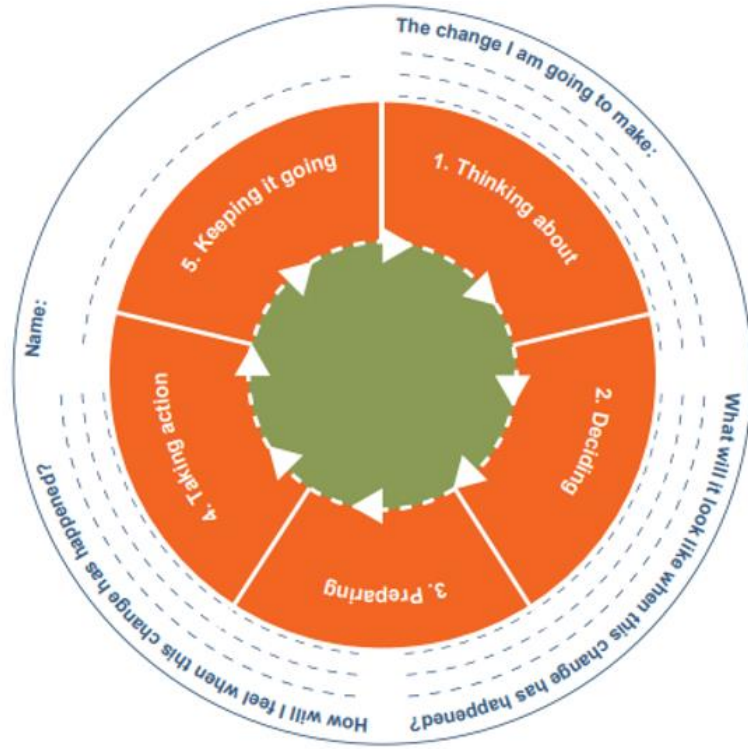 The change I am going to make:
What will it look like when this change has happened?
How will I feel when this change has happened?
Name:
1. Thinking about
2. Deciding
3. Preparing
4. Taking action
5. Keeping it going